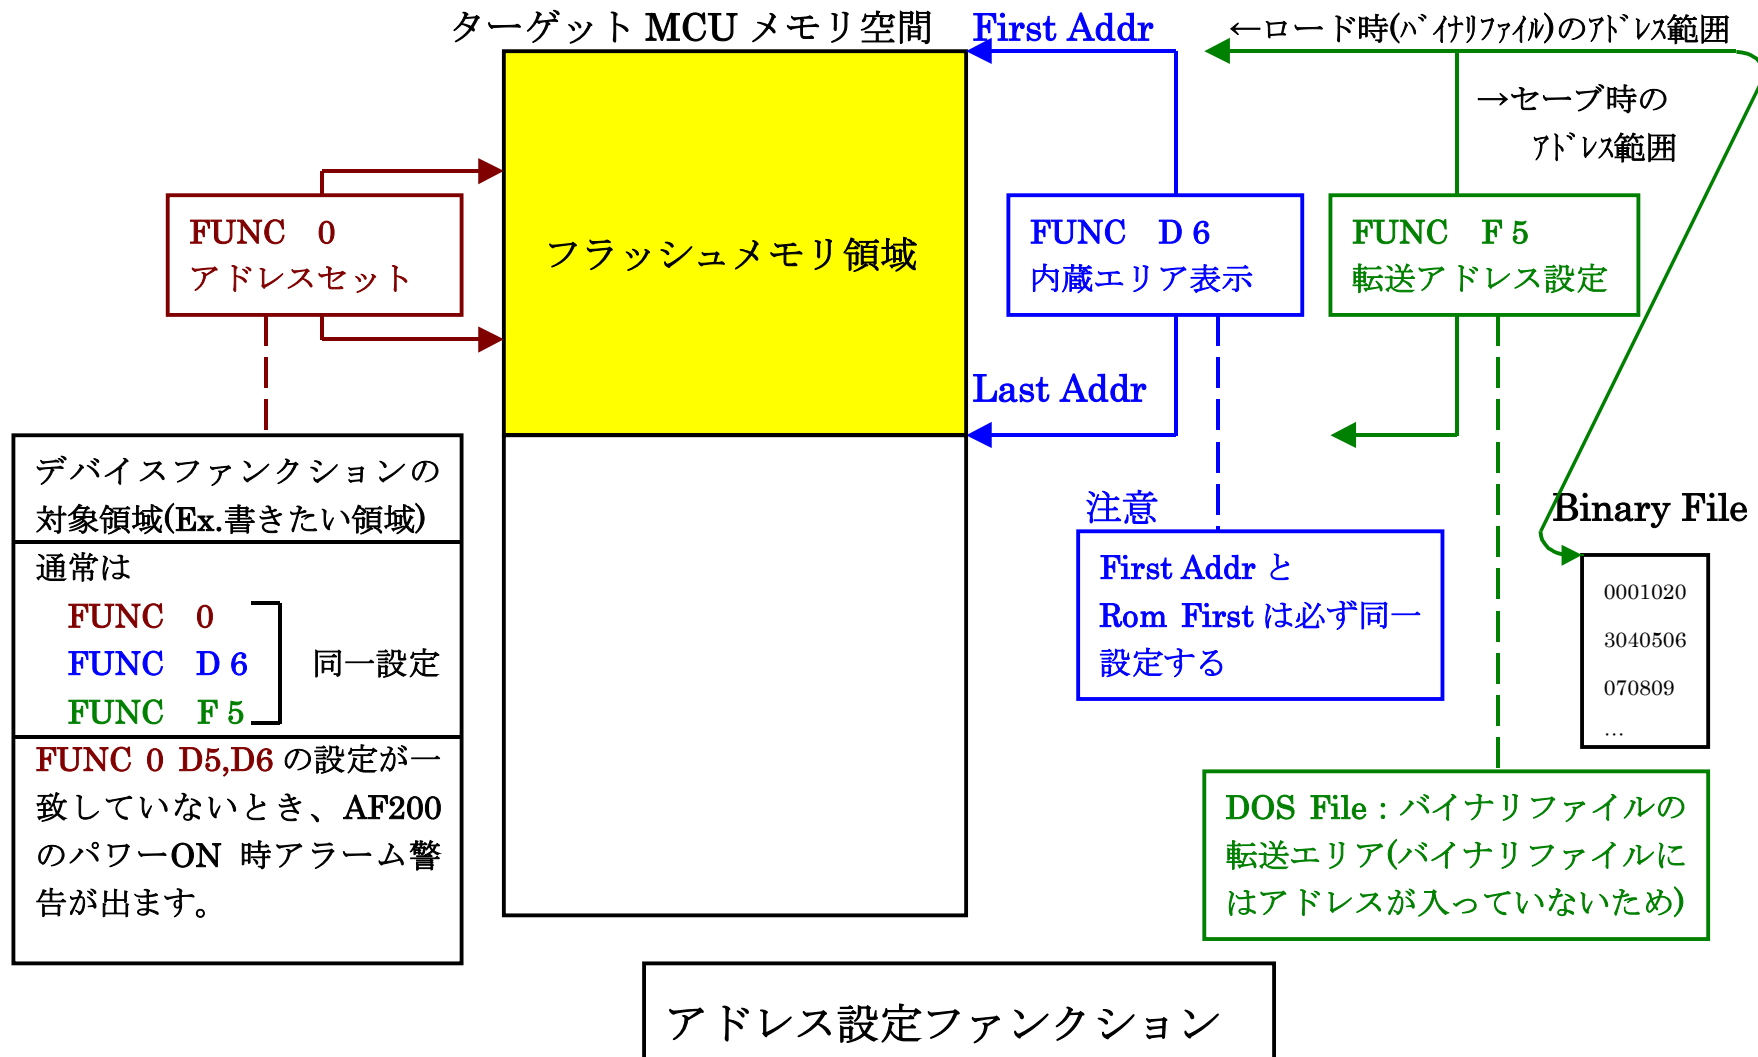 ターゲット MCU メモリ空間
First Addr
←ロード時(ﾊﾞｲﾅﾘﾌｧｲﾙ)のｱﾄﾞﾚｽ範囲
→セーブ時の
ｱﾄﾞﾚｽ範囲
FUNC 0
アドレスセット
フラッシュメモリ領域
FUNC D 6
内蔵エリア表示
FUNC F 5
転送アドレス設定
Last Addr
デバイスファンクションの
対象領域(Ex.書きたい領域)
通常は
FUNC 0
FUNC D 6
FUNC F 5
同一設定
FUNC 0 D5,D6 の設定が一
致していないとき、AF200
のパワーON 時アラーム警
告が出ます。
注意
First Addr と
Rom First は必ず同一
設定する
Binary File
0001020
3040506
070809
…
DOS File：バイナリファイルの
転送エリア(バイナリファイルに
はアドレスが入っていないため)
アドレス設定ファンクション